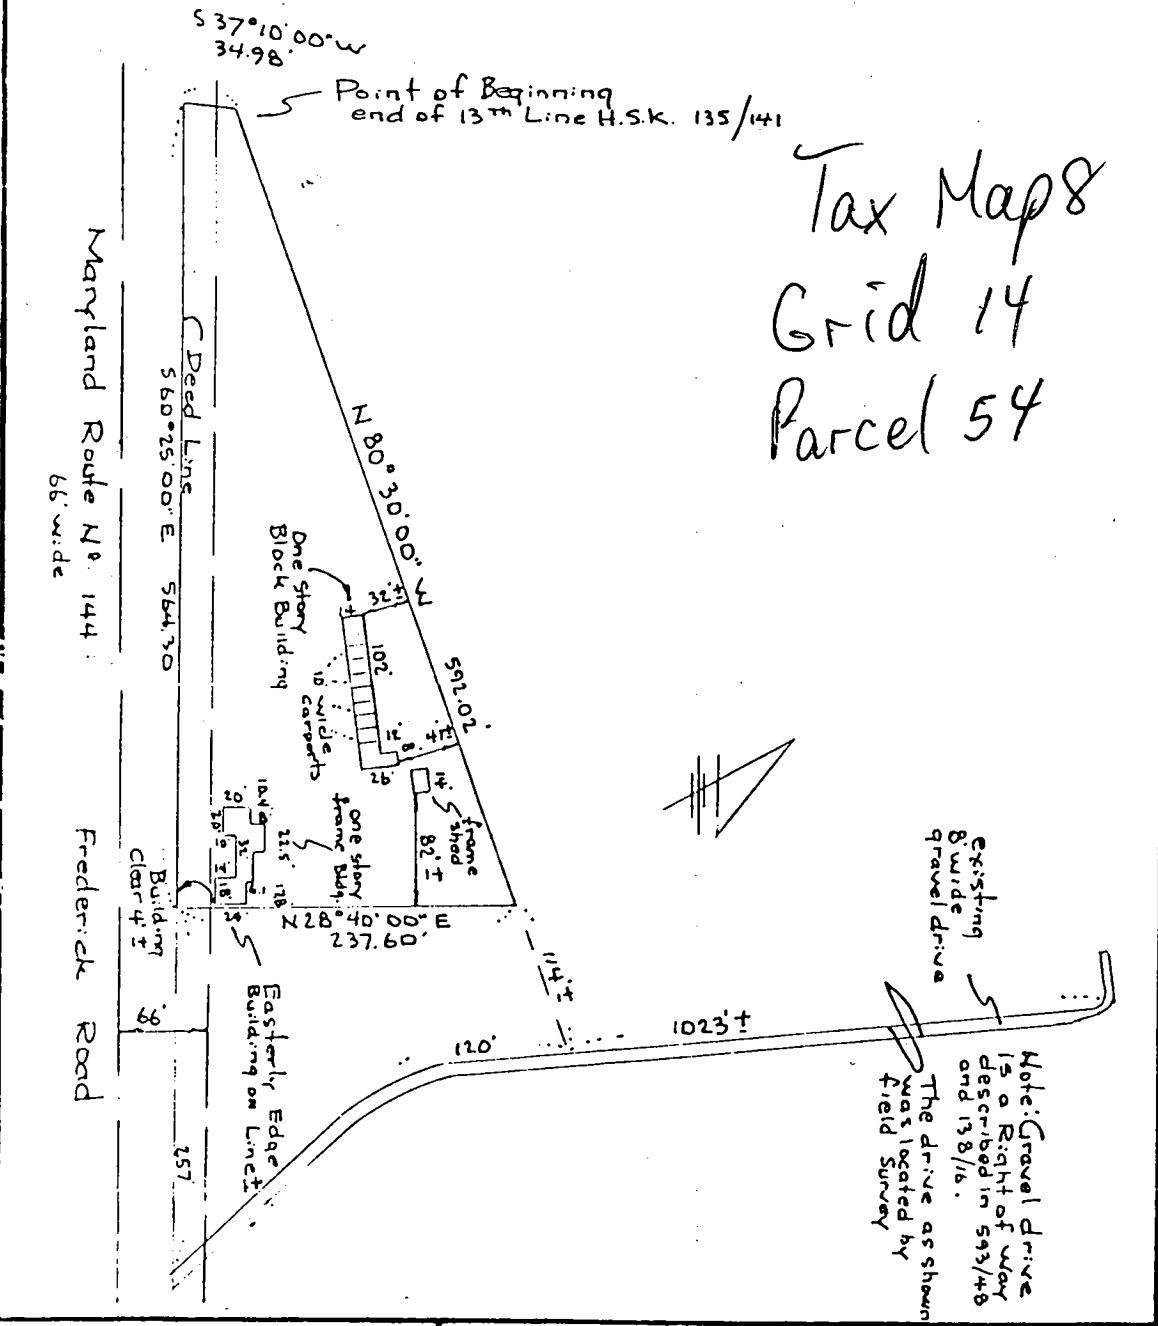 S 37°10'00"W
34.98'
Point of Beginning
end of 13th Line H.S.K. 135/141
Tax Map 8
Grid 14
Parcel 54
Maryland Route Nº. 144
66' wide
Frederick Road
Deed Line
S60°25'00"E 564.30
N 80°30'00" W
592.02'
One Story
Block Building
32'±
102'
10' wide
carports
12'
8'
26'
14'
frame
shed
82'±
one story
frame Bldg.
20'
22.5'
32'
18'
N 28°40'00" E
237.60'
Building
Clear 4'±
66'
257
Easterly Edge
Building on Line±
114'±
120'
1023'±
existing
8' wide
gravel drive
The drive as shown
was located by
field survey
Note: Gravel drive
is a Right of way
described in 593/48
and 138/16.